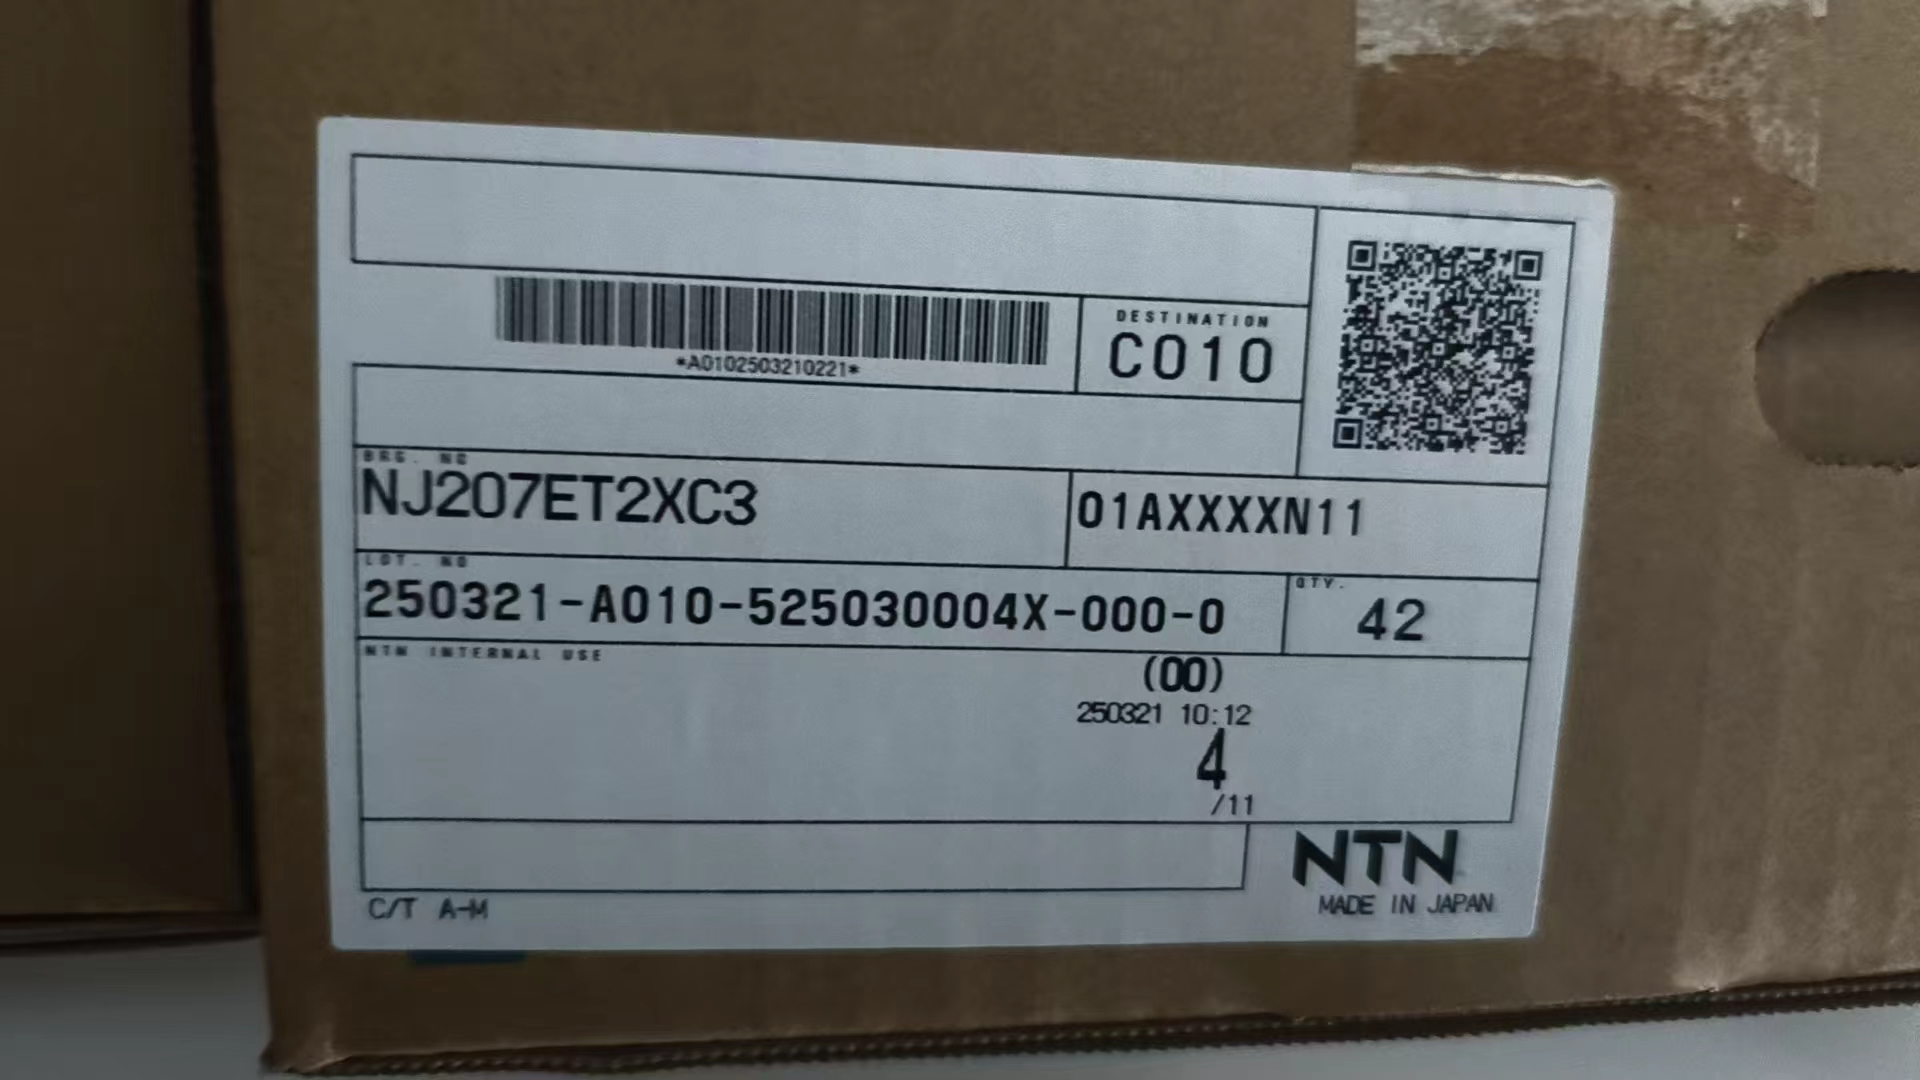 DESTINATION
C010
*A0102503210221*
BRG. NO
NJ207ET2XC3
01AXXXXN11
LOT. NO
250321-A010-525030004X-000-0
QTY.
42
NTN INTERNAL USE
(00)
250321 10:12
4
/11
NTN
MADE IN JAPAN
C/T A-M